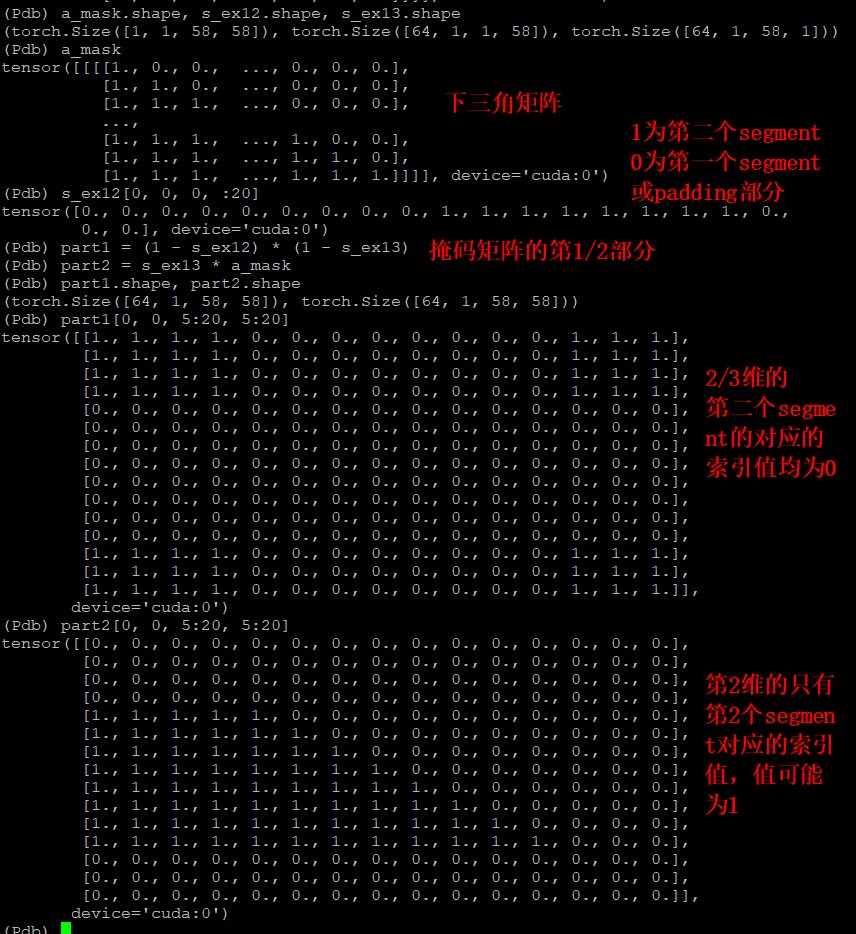 (Pdb) a_mask.shape, s_ex12.shape, s_ex13.shape
(torch.Size([1, 1, 58, 58]), torch.Size([64, 1, 1, 58]), torch.Size([64, 1, 58, 1]))
(Pdb) a_mask
tensor([[[[1., 0., 0., ..., 0., 0., 0.],
[1., 1., 0., ..., 0., 0., 0.],
[1., 1., 1., ..., 0., 0., 0.],
...,
[1., 1., 1., ..., 1., 0., 0.],
[1., 1., 1., ..., 1., 1., 0.],
[1., 1., 1., ..., 1., 1., 1.]]]], device='cuda:0')
下三角矩阵
1为第二个segment
0为第一个segment
或padding部分
(Pdb) s_ex12[0, 0, 0, :20]
tensor([0., 0., 0., 0., 0., 0., 0., 0., 0., 1., 1., 1., 1., 1., 1., 1., 1., 0.,
0., 0.], device='cuda:0')
(Pdb) part1 = (1 - s_ex12) * (1 - s_ex13)
(Pdb) part2 = s_ex13 * a_mask
掩码矩阵的第1/2部分
(Pdb) part1.shape, part2.shape
(torch.Size([64, 1, 58, 58]), torch.Size([64, 1, 58, 58]))
(Pdb) part1[0, 0, 5:20, 5:20]
tensor([[1., 1., 1., 1., 0., 0., 0., 0., 0., 0., 0., 0., 1., 1., 1.],
[1., 1., 1., 1., 0., 0., 0., 0., 0., 0., 0., 0., 1., 1., 1.],
[1., 1., 1., 1., 0., 0., 0., 0., 0., 0., 0., 0., 1., 1., 1.],
[1., 1., 1., 1., 0., 0., 0., 0., 0., 0., 0., 0., 1., 1., 1.],
[0., 0., 0., 0., 0., 0., 0., 0., 0., 0., 0., 0., 0., 0., 0.],
[0., 0., 0., 0., 0., 0., 0., 0., 0., 0., 0., 0., 0., 0., 0.],
[0., 0., 0., 0., 0., 0., 0., 0., 0., 0., 0., 0., 0., 0., 0.],
[0., 0., 0., 0., 0., 0., 0., 0., 0., 0., 0., 0., 0., 0., 0.],
[0., 0., 0., 0., 0., 0., 0., 0., 0., 0., 0., 0., 0., 0., 0.],
[0., 0., 0., 0., 0., 0., 0., 0., 0., 0., 0., 0., 0., 0., 0.],
[0., 0., 0., 0., 0., 0., 0., 0., 0., 0., 0., 0., 0., 0., 0.],
[0., 0., 0., 0., 0., 0., 0., 0., 0., 0., 0., 0., 0., 0., 0.],
[1., 1., 1., 1., 0., 0., 0., 0., 0., 0., 0., 0., 1., 1., 1.],
[1., 1., 1., 1., 0., 0., 0., 0., 0., 0., 0., 0., 1., 1., 1.],
[1., 1., 1., 1., 0., 0., 0., 0., 0., 0., 0., 0., 1., 1., 1.]],
device='cuda:0')
2/3维的
第二个segme
nt的对应的
索引值均为0
(Pdb) part2[0, 0, 5:20, 5:20]
tensor([[0., 0., 0., 0., 0., 0., 0., 0., 0., 0., 0., 0., 0., 0., 0.],
[0., 0., 0., 0., 0., 0., 0., 0., 0., 0., 0., 0., 0., 0., 0.],
[0., 0., 0., 0., 0., 0., 0., 0., 0., 0., 0., 0., 0., 0., 0.],
[0., 0., 0., 0., 0., 0., 0., 0., 0., 0., 0., 0., 0., 0., 0.],
[1., 1., 1., 1., 1., 0., 0., 0., 0., 0., 0., 0., 0., 0., 0.],
[1., 1., 1., 1., 1., 1., 0., 0., 0., 0., 0., 0., 0., 0., 0.],
[1., 1., 1., 1., 1., 1., 1., 0., 0., 0., 0., 0., 0., 0., 0.],
[1., 1., 1., 1., 1., 1., 1., 1., 0., 0., 0., 0., 0., 0., 0.],
[1., 1., 1., 1., 1., 1., 1., 1., 1., 0., 0., 0., 0., 0., 0.],
[1., 1., 1., 1., 1., 1., 1., 1., 1., 1., 0., 0., 0., 0., 0.],
[1., 1., 1., 1., 1., 1., 1., 1., 1., 1., 1., 0., 0., 0., 0.],
[1., 1., 1., 1., 1., 1., 1., 1., 1., 1., 1., 1., 0., 0., 0.],
[0., 0., 0., 0., 0., 0., 0., 0., 0., 0., 0., 0., 0., 0., 0.],
[0., 0., 0., 0., 0., 0., 0., 0., 0., 0., 0., 0., 0., 0., 0.],
[0., 0., 0., 0., 0., 0., 0., 0., 0., 0., 0., 0., 0., 0., 0.]],
device='cuda:0')
第2维的只有
第2个segmen
t对应的索引
值，值可能
为1
(Pdb)